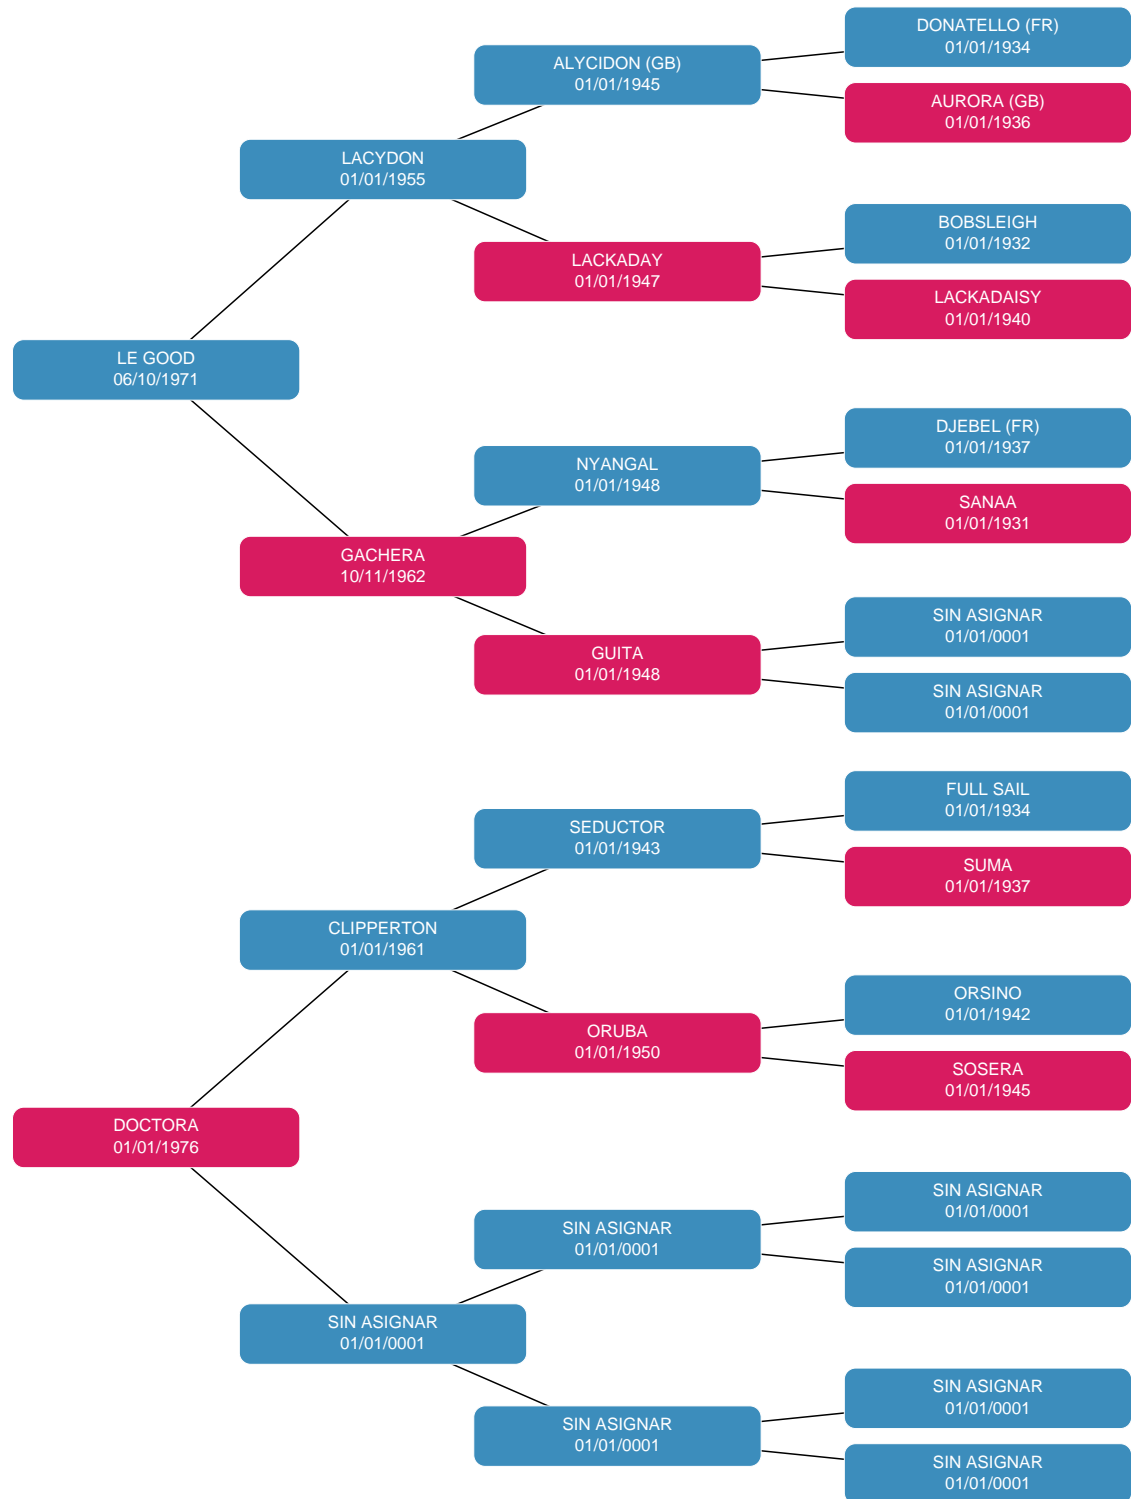 DONATELLO (FR)
01/01/1934
ALYCIDON (GB)
01/01/1945
AURORA (GB)
01/01/1936
LACYDON
01/01/1955
BOBSLEIGH
01/01/1932
LACKADAY
01/01/1947
LACKADAISY
01/01/1940
LE GOOD
06/10/1971
DJEBEL (FR)
01/01/1937
NYANGAL
01/01/1948
SANAA
01/01/1931
GACHERA
10/11/1962
SIN ASIGNAR
01/01/0001
GUITA
01/01/1948
SIN ASIGNAR
01/01/0001
FULL SAIL
01/01/1934
SEDUCTOR
01/01/1943
SUMA
01/01/1937
CLIPPERTON
01/01/1961
ORSINO
01/01/1942
ORUBA
01/01/1950
SOSERA
01/01/1945
DOCTORA
01/01/1976
SIN ASIGNAR
01/01/0001
SIN ASIGNAR
01/01/0001
SIN ASIGNAR
01/01/0001
SIN ASIGNAR
01/01/0001
SIN ASIGNAR
01/01/0001
SIN ASIGNAR
01/01/0001
SIN ASIGNAR
01/01/0001